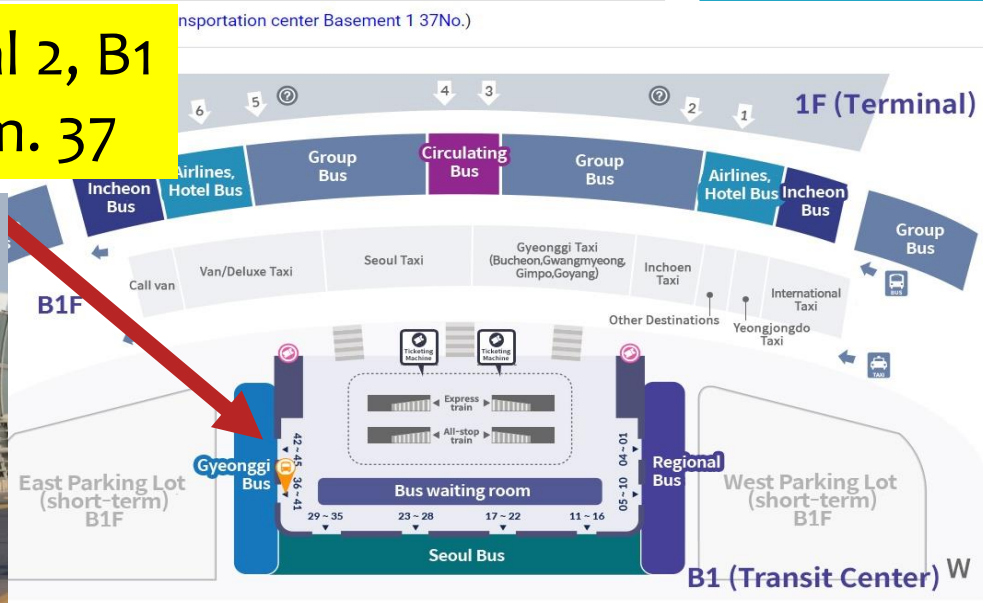 nsportation center Basement 1 37No.)
l 2, B1
m. 37
6
5
?
4
3
?
2
1
1F (Terminal)
Incheon
Bus
Airlines,
Hotel Bus
Group
Bus
Circulating
Bus
Group
Bus
Airlines,
Hotel Bus
Incheon
Bus
Group
Bus
BUS
Call van
Van/Deluxe Taxi
Seoul Taxi
Gyeonggi Taxi
(Bucheon,Gwangmyeong,
Gimpo,Goyang)
Inchoen
Taxi
Other Destinations
Yeongjongdo
Taxi
International
Taxi
TAXI
B1F
Ticketing
Machine
Ticketing
Machine
Express
train
All-stop
train
42 ~ 45
36 ~ 41
04 ~ 01
05 ~ 10
Gyeonggi
Bus
Bus waiting room
Regional
Bus
29 ~ 35
23 ~ 28
17 ~ 22
11 ~ 16
Seoul Bus
East Parking Lot
(short-term)
B1F
West Parking Lot
(short-term)
B1F
B1 (Transit Center)
W